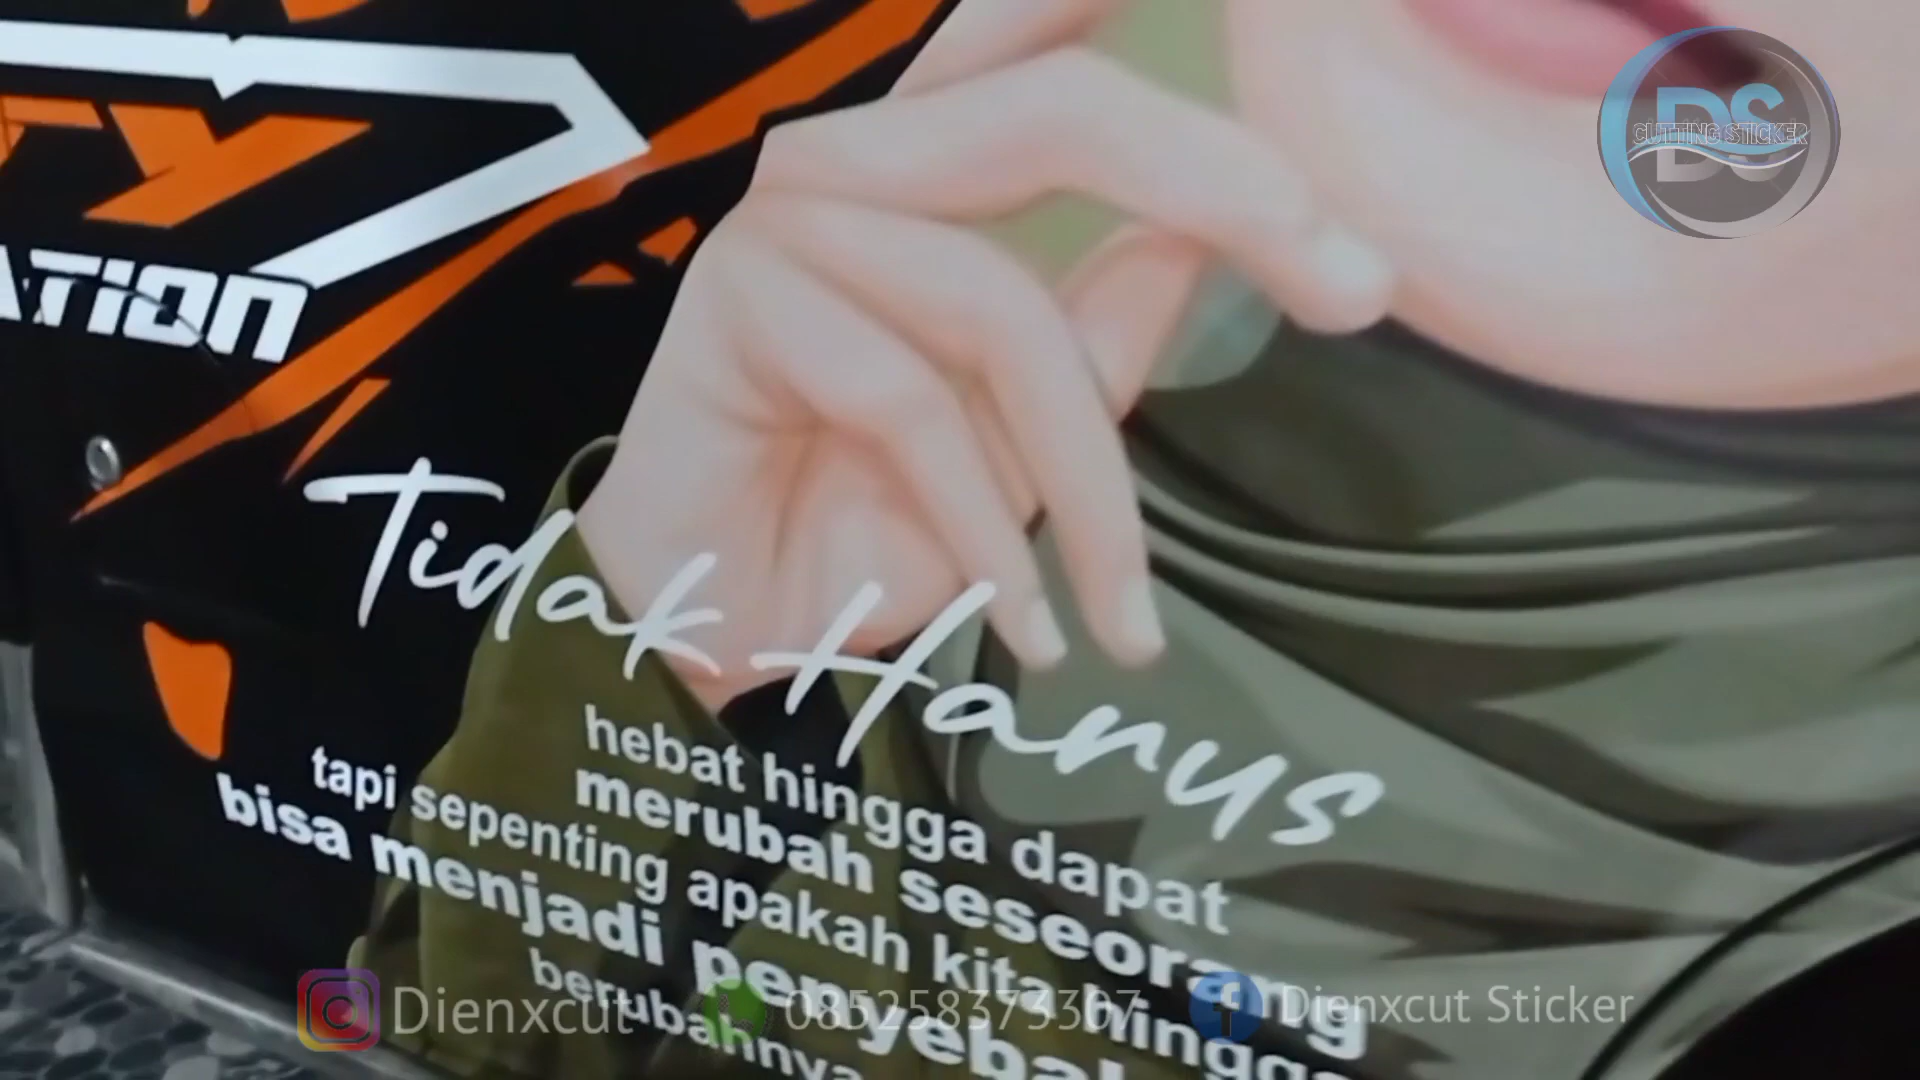 TY
ATION
DS
CUTTING STICKER
Tidak Harus
hebat hingga dapat
merubah seseorang
tapi sepenting apakah kita hingga
bisa menjadi penyebab
berubahnya
Dienxcut
085258373307
Dienxcut Sticker